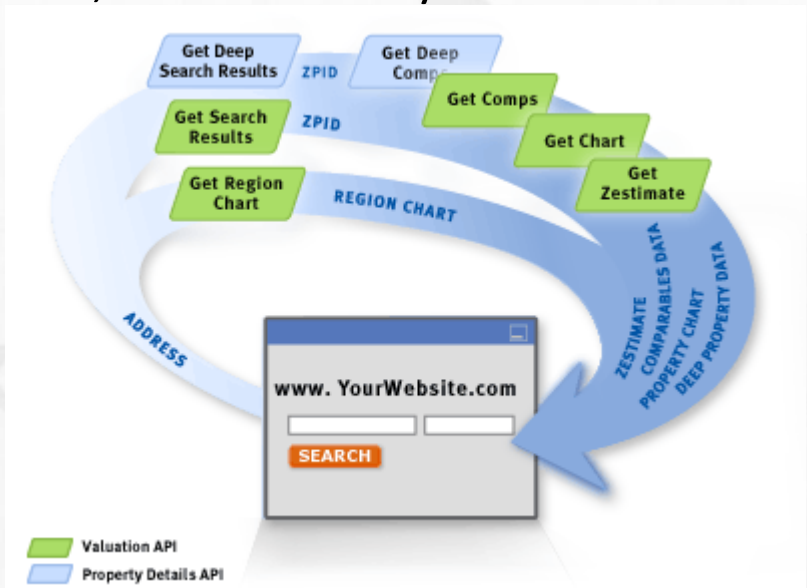 Get Deep
Search Results
ZPID
Get Deep
Comps
Get Comps
Get Search
Results
ZPID
Get Chart
Get
Zestimate
Get Region
Chart
REGION CHART
ADDRESS
ZESTIMATE
COMPARABLES DATA
PROPERTY CHART
DEEP PROPERTY DATA
www. YourWebsite.com
SEARCH
Valuation API
Property Details API